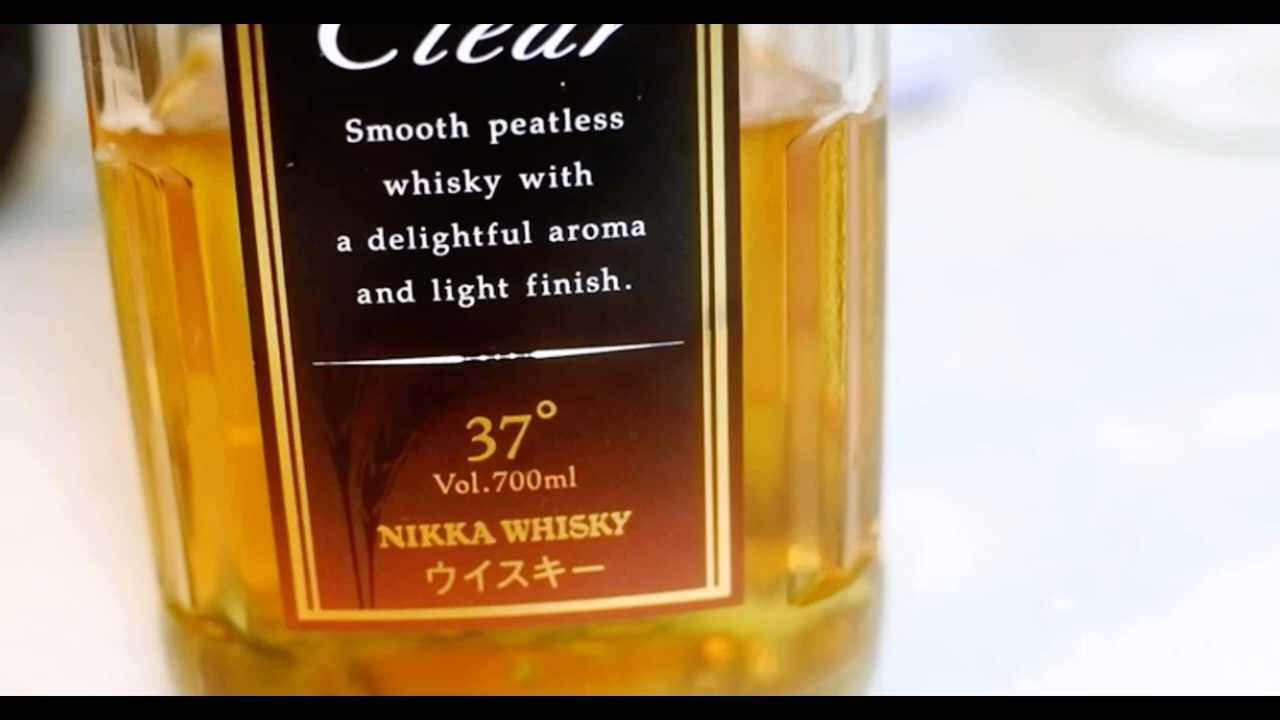 Clear
Smooth peatless
whisky with
a delightful aroma
and light finish.
37°
Vol.700ml
NIKKA WHISKY
ウイスキー